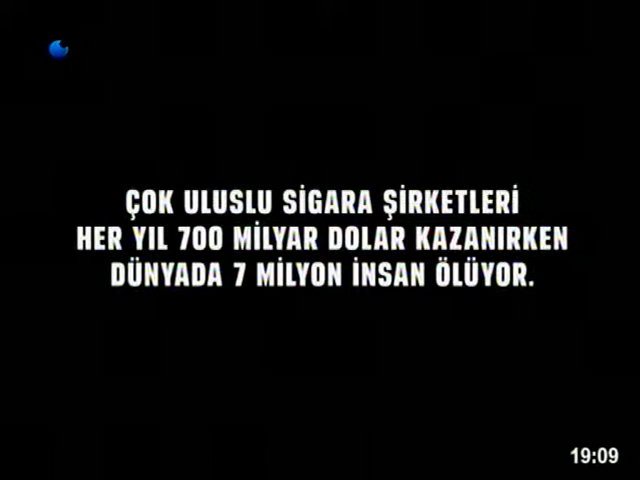 ÇOK ULUSLU SİGARA ŞİRKETLERİ
HER YIL 700 MİLYAR DOLAR KAZANIRKEN
DÜNYADA 7 MİLYON İNSAN ÖLÜYOR.
19:09